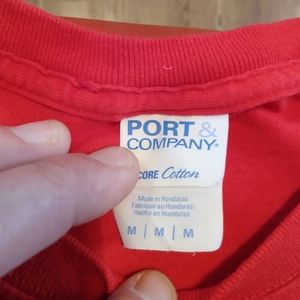 PORT &
COMPANY®
CORE Cotton
Made in Honduras
Fabriqué au Honduras
Hecho en Honduras
M | M | M